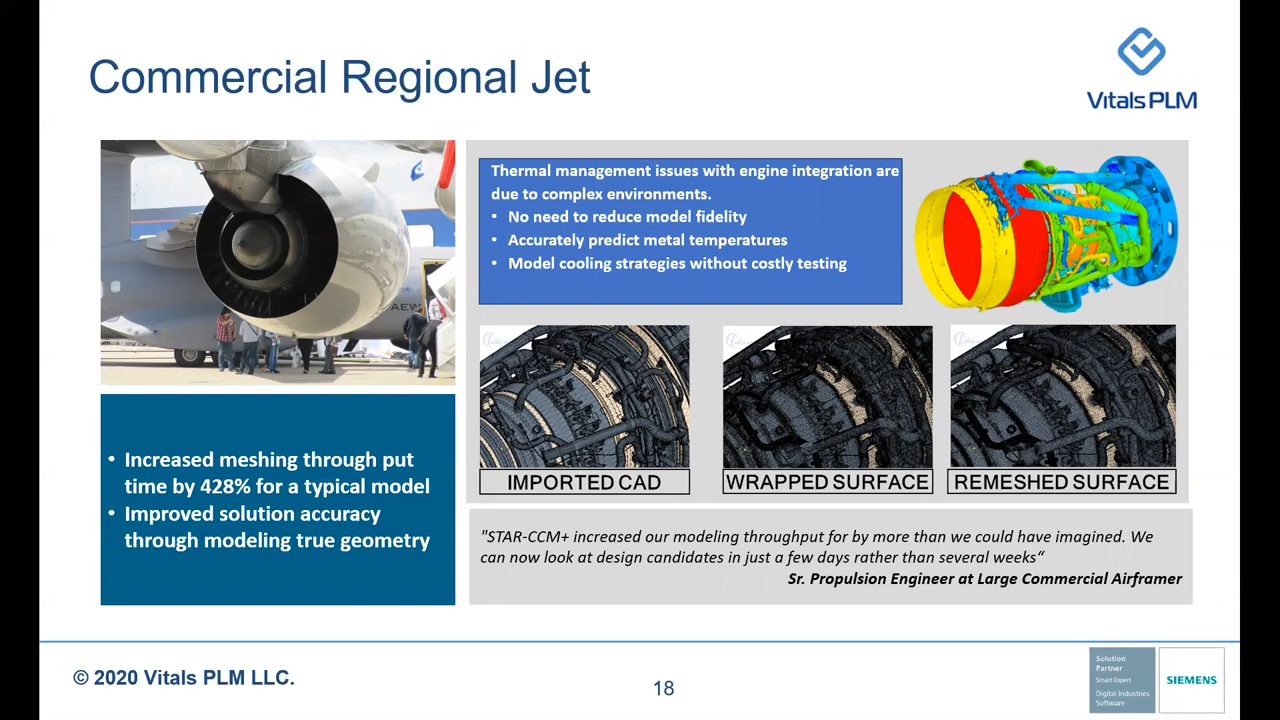 Commercial Regional Jet
Vitals PLM
AEW
Thermal management issues with engine integration are
due to complex environments.
• No need to reduce model fidelity
• Accurately predict metal temperatures
• Model cooling strategies without costly testing
IMPORTED CAD
WRAPPED SURFACE
REMESHED SURFACE
• Increased meshing through put
time by 428% for a typical model
• Improved solution accuracy
through modeling true geometry
"STAR-CCM+ increased our modeling throughput for by more than we could have imagined. We
can now look at design candidates in just a few days rather than several weeks“
Sr. Propulsion Engineer at Large Commercial Airframer
© 2020 Vitals PLM LLC.
18
Solution
Partner
Smart Expert
Digital Industries
Software
SIEMENS